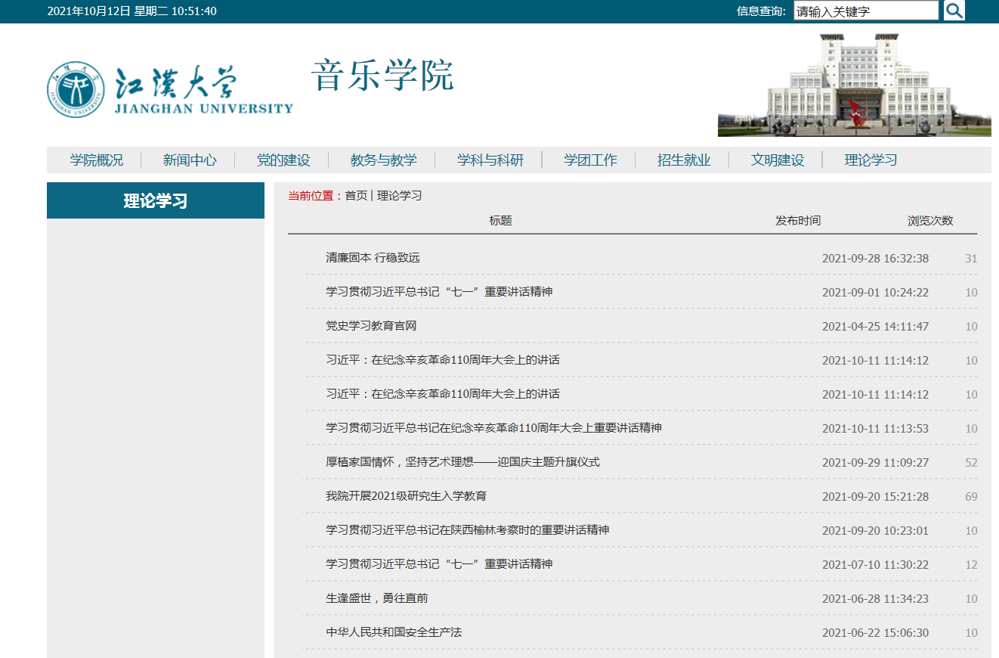 2021年10月12日 星期二 10:51:40 信息查询: 请输入关键字
江汉大学 音乐学院
JIANGHAN UNIVERSITY
学院概况 新闻中心 党的建设 教务与教学 学科与科研 学团工作 招生就业 文明建设 理论学习
理论学习
当前位置：首页 | 理论学习
标题 发布时间 浏览次数
清廉固本 行稳致远 2021-09-28 16:32:38 31
学习贯彻习近平总书记“七一”重要讲话精神 2021-09-01 10:24:22 10
党史学习教育官网 2021-04-25 14:11:47 10
习近平：在纪念辛亥革命110周年大会上的讲话 2021-10-11 11:14:12 10
习近平：在纪念辛亥革命110周年大会上的讲话 2021-10-11 11:14:12 10
学习贯彻习近平总书记在纪念辛亥革命110周年大会上重要讲话精神 2021-10-11 11:13:53 10
厚植家国情怀，坚持艺术理想——迎国庆主题升旗仪式 2021-09-29 11:09:27 52
我院开展2021级研究生入学教育 2021-09-20 15:21:28 69
学习贯彻习近平总书记在陕西榆林考察时的重要讲话精神 2021-09-20 10:23:01 10
学习贯彻习近平总书记“七一”重要讲话精神 2021-07-10 11:30:22 12
生逢盛世，勇往直前 2021-06-28 11:34:23 10
中华人民共和国安全生产法 2021-06-22 15:06:30 10